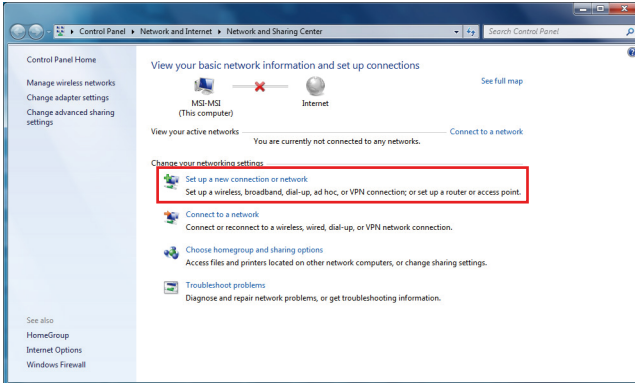 Control Panel ▸ Network and Internet ▸ Network and Sharing Center
Search Control Panel
Control Panel Home
Manage wireless networks
Change adapter settings
Change advanced sharing
settings
See also
HomeGroup
Internet Options
Windows Firewall
View your basic network information and set up connections
See full map
MSI-MSI
(This computer)
Internet
View your active networks
Connect to a network
You are currently not connected to any networks.
Change your networking settings
Set up a new connection or network
Set up a wireless, broadband, dial-up, ad hoc, or VPN connection; or set up a router or access point.
Connect to a network
Connect or reconnect to a wireless, wired, dial-up, or VPN network connection.
Choose homegroup and sharing options
Access files and printers located on other network computers, or change sharing settings.
Troubleshoot problems
Diagnose and repair network problems, or get troubleshooting information.